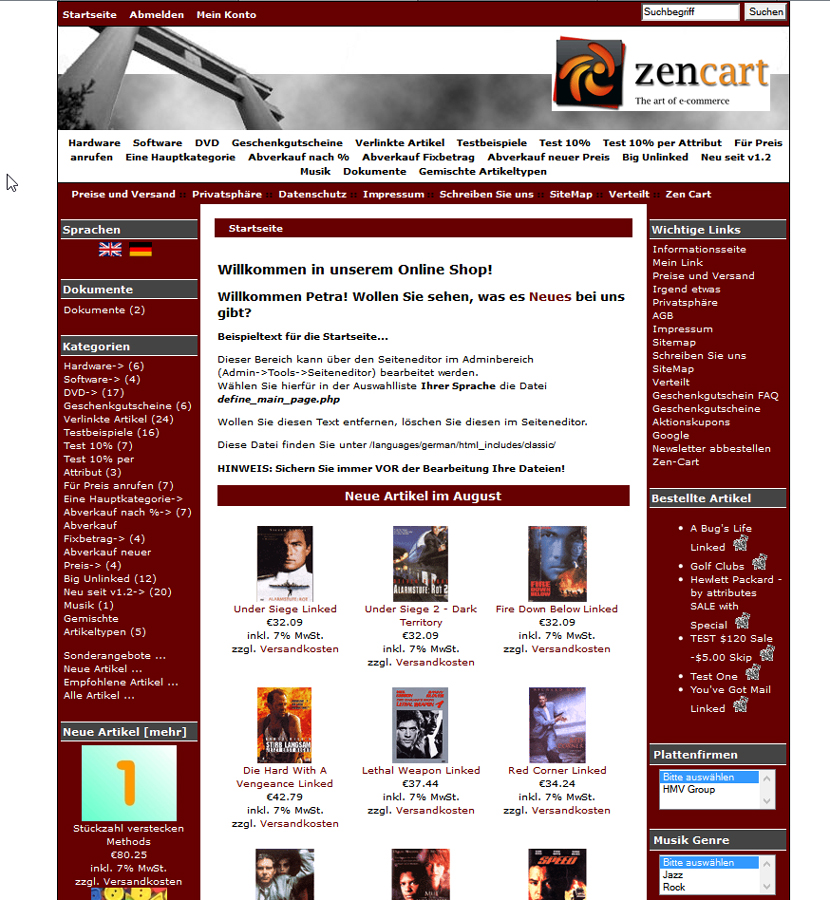 Startseite Abmelden Mein Konto
Suchbegriff Suchen
zencart
The art of e-commerce
Hardware Software DVD Geschenkgutscheine Verlinkte Artikel Testbeispiele Test 10% Test 10% per Attribut Für Preis
anrufen Eine Hauptkategorie Abverkauf nach % Abverkauf Fixbetrag Abverkauf neuer Preis Big Unlinked Neu seit v1.2
Musik Dokumente Gemischte Artikeltypen
Preise und Versand :: Privatsphäre :: Datenschutz :: Impressum :: Schreiben Sie uns :: SiteMap :: Verteilt :: Zen Cart
Sprachen
Dokumente
Dokumente (2)
Kategorien
Hardware-> (6)
Software-> (4)
DVD-> (17)
Geschenkgutscheine (6)
Verlinkte Artikel (24)
Testbeispiele (16)
Test 10% (7)
Test 10% per
Attribut (3)
Für Preis anrufen (7)
Eine Hauptkategorie->
Abverkauf nach %-> (7)
Abverkauf
Fixbetrag-> (4)
Abverkauf neuer
Preis-> (4)
Big Unlinked (12)
Neu seit v1.2-> (20)
Musik (1)
Gemischte
Artikeltypen (5)
Sonderangebote ...
Neue Artikel ...
Empfohlene Artikel ...
Alle Artikel ...
Neue Artikel [mehr]
1
Stückzahl verstecken
Methods
€80.25
inkl. 7% MwSt.
zzgl. Versandkosten
Startseite
Willkommen in unserem Online Shop!
Willkommen Petra! Wollen Sie sehen, was es Neues bei uns
gibt?
Beispieltext für die Startseite...
Dieser Bereich kann über den Seiteneditor im Adminbereich
(Admin->Tools->Seiteneditor) bearbeitet werden.
Wählen Sie hierfür in der Auswahlliste Ihrer Sprache die Datei
define_main_page.php
Wollen Sie diesen Text entfernen, löschen Sie diesen im Seiteneditor.
Diese Datei finden Sie unter /languages/german/html_includes/classic/
HINWEIS: Sichern Sie immer VOR der Bearbeitung Ihre Dateien!
Neue Artikel im August
ALARMSTUFE: ROT
ALARMSTUFE: ROT 2
FIRE DOWN BELOW
Under Siege Linked
€32.09
inkl. 7% MwSt.
zzgl. Versandkosten
Under Siege 2 - Dark
Territory
€32.09
inkl. 7% MwSt.
zzgl. Versandkosten
Fire Down Below Linked
€32.09
inkl. 7% MwSt.
zzgl. Versandkosten
STIRB LANGSAM
LETHAL WEAPON
Die Hard With A
Vengeance Linked
€42.79
inkl. 7% MwSt.
zzgl. Versandkosten
Lethal Weapon Linked
€37.44
inkl. 7% MwSt.
zzgl. Versandkosten
Red Corner Linked
€34.24
inkl. 7% MwSt.
zzgl. Versandkosten
SPEED
Wichtige Links
Informationsseite
Mein Link
Preise und Versand
Irgend etwas
Privatsphäre
AGB
Impressum
Sitemap
Schreiben Sie uns
SiteMap
Verteilt
Geschenkgutschein FAQ
Geschenkgutscheine
Aktionskupons
Google
Newsletter abbestellen
Zen-Cart
Bestellte Artikel
A Bug's Life
Linked
Golf Clubs
Hewlett Packard -
by attributes
SALE with
Special
TEST $120 Sale
-$5.00 Skip
Test One
You've Got Mail
Linked
Plattenfirmen
Bitte auswählen
HMV Group
Musik Genre
Bitte auswählen
Jazz
Rock